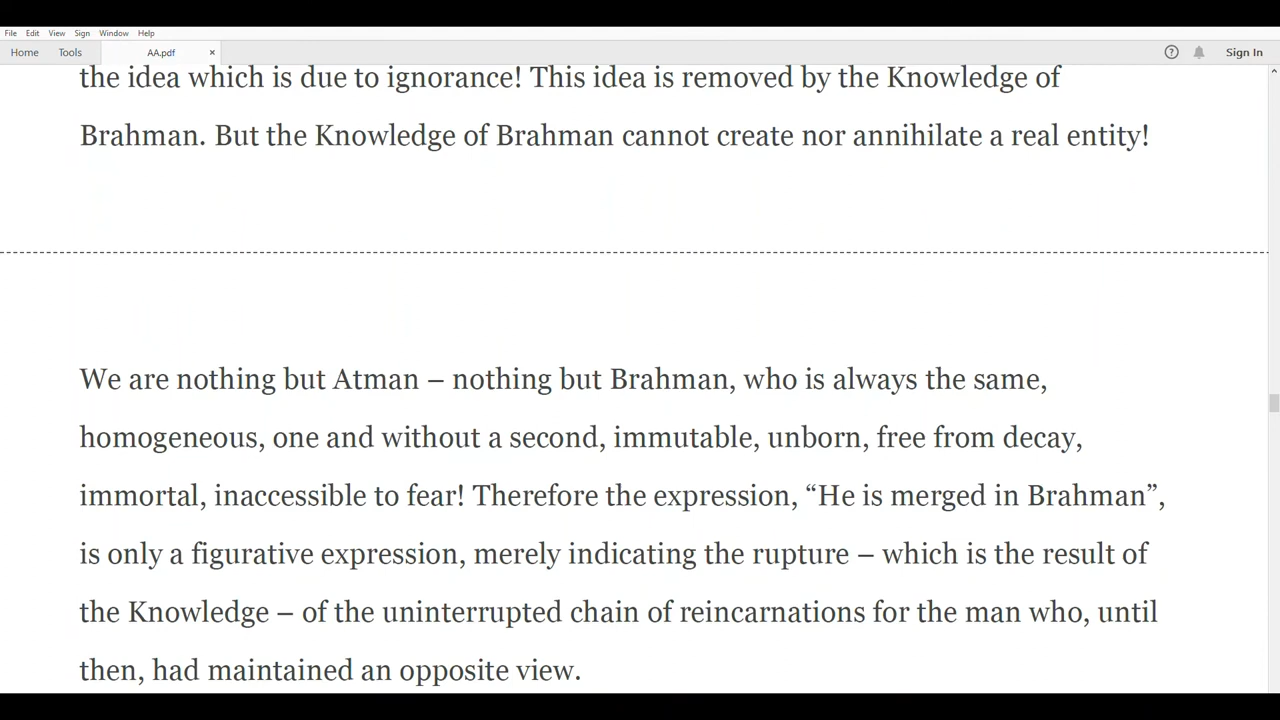 File Edit View Sign Window Help
Home Tools AA.pdf × ? Sign In
the idea which is due to ignorance! This idea is removed by the Knowledge of
Brahman. But the Knowledge of Brahman cannot create nor annihilate a real entity!
We are nothing but Atman – nothing but Brahman, who is always the same,
homogeneous, one and without a second, immutable, unborn, free from decay,
immortal, inaccessible to fear! Therefore the expression, “He is merged in Brahman”,
is only a figurative expression, merely indicating the rupture – which is the result of
the Knowledge – of the uninterrupted chain of reincarnations for the man who, until
then, had maintained an opposite view.